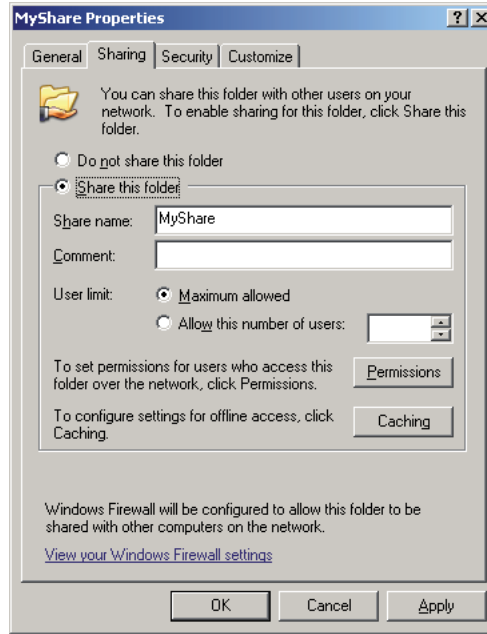 MyShare Properties
General Sharing Security Customize
You can share this folder with other users on your
network. To enable sharing for this folder, click Share this
folder.
Do not share this folder
Share this folder
Share name: MyShare
Comment:
User limit: Maximum allowed
Allow this number of users:
To set permissions for users who access this
folder over the network, click Permissions.
Permissions
To configure settings for offline access, click
Caching.
Caching
Windows Firewall will be configured to allow this folder to be
shared with other computers on the network.
View your Windows Firewall settings
OK Cancel Apply